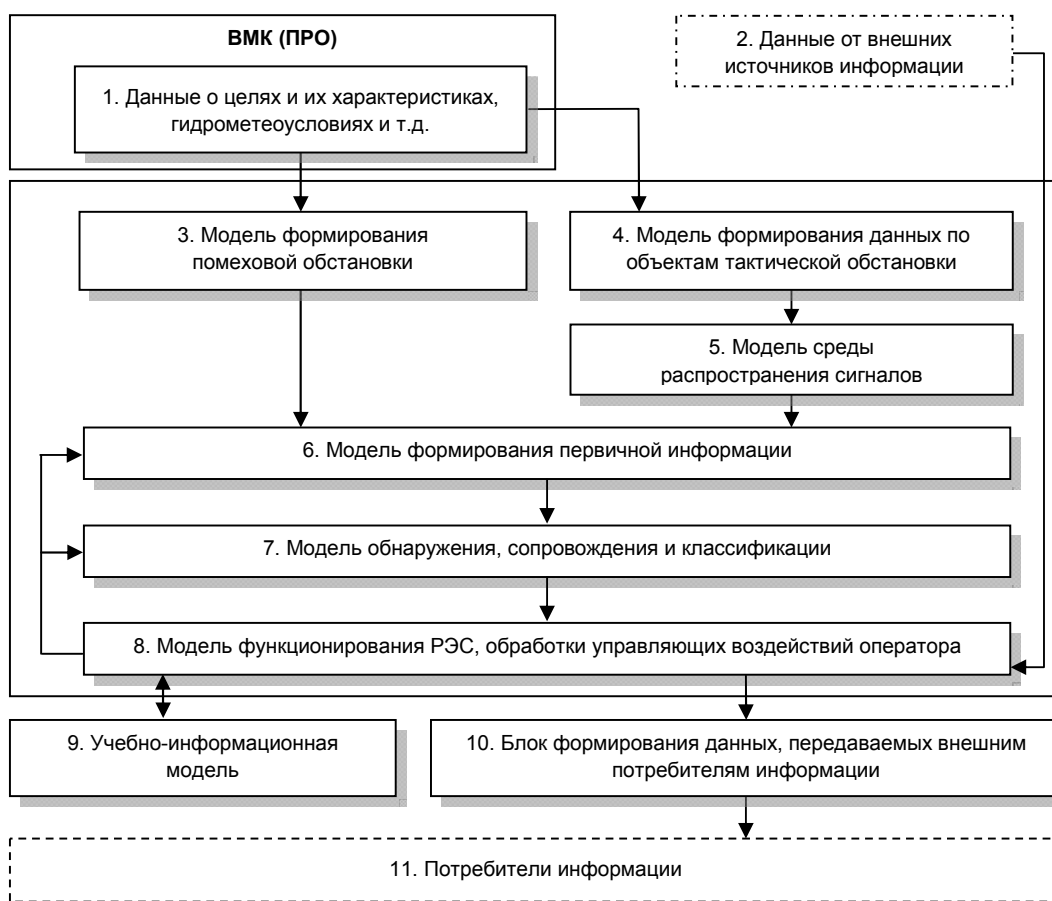 ВМК (ПРО)
1. Данные о целях и их характеристиках,
гидрометеоусловиях и т.д.
2. Данные от внешних
источников информации
3. Модель формирования
помеховой обстановки
4. Модель формирования данных по
объектам тактической обстановки
5. Модель среды
распространения сигналов
6. Модель формирования первичной информации
7. Модель обнаружения, сопровождения и классификации
8. Модель функционирования РЭС, обработки управляющих воздействий оператора
9. Учебно-информационная
модель
10. Блок формирования данных, передаваемых внешним
потребителям информации
11. Потребители информации